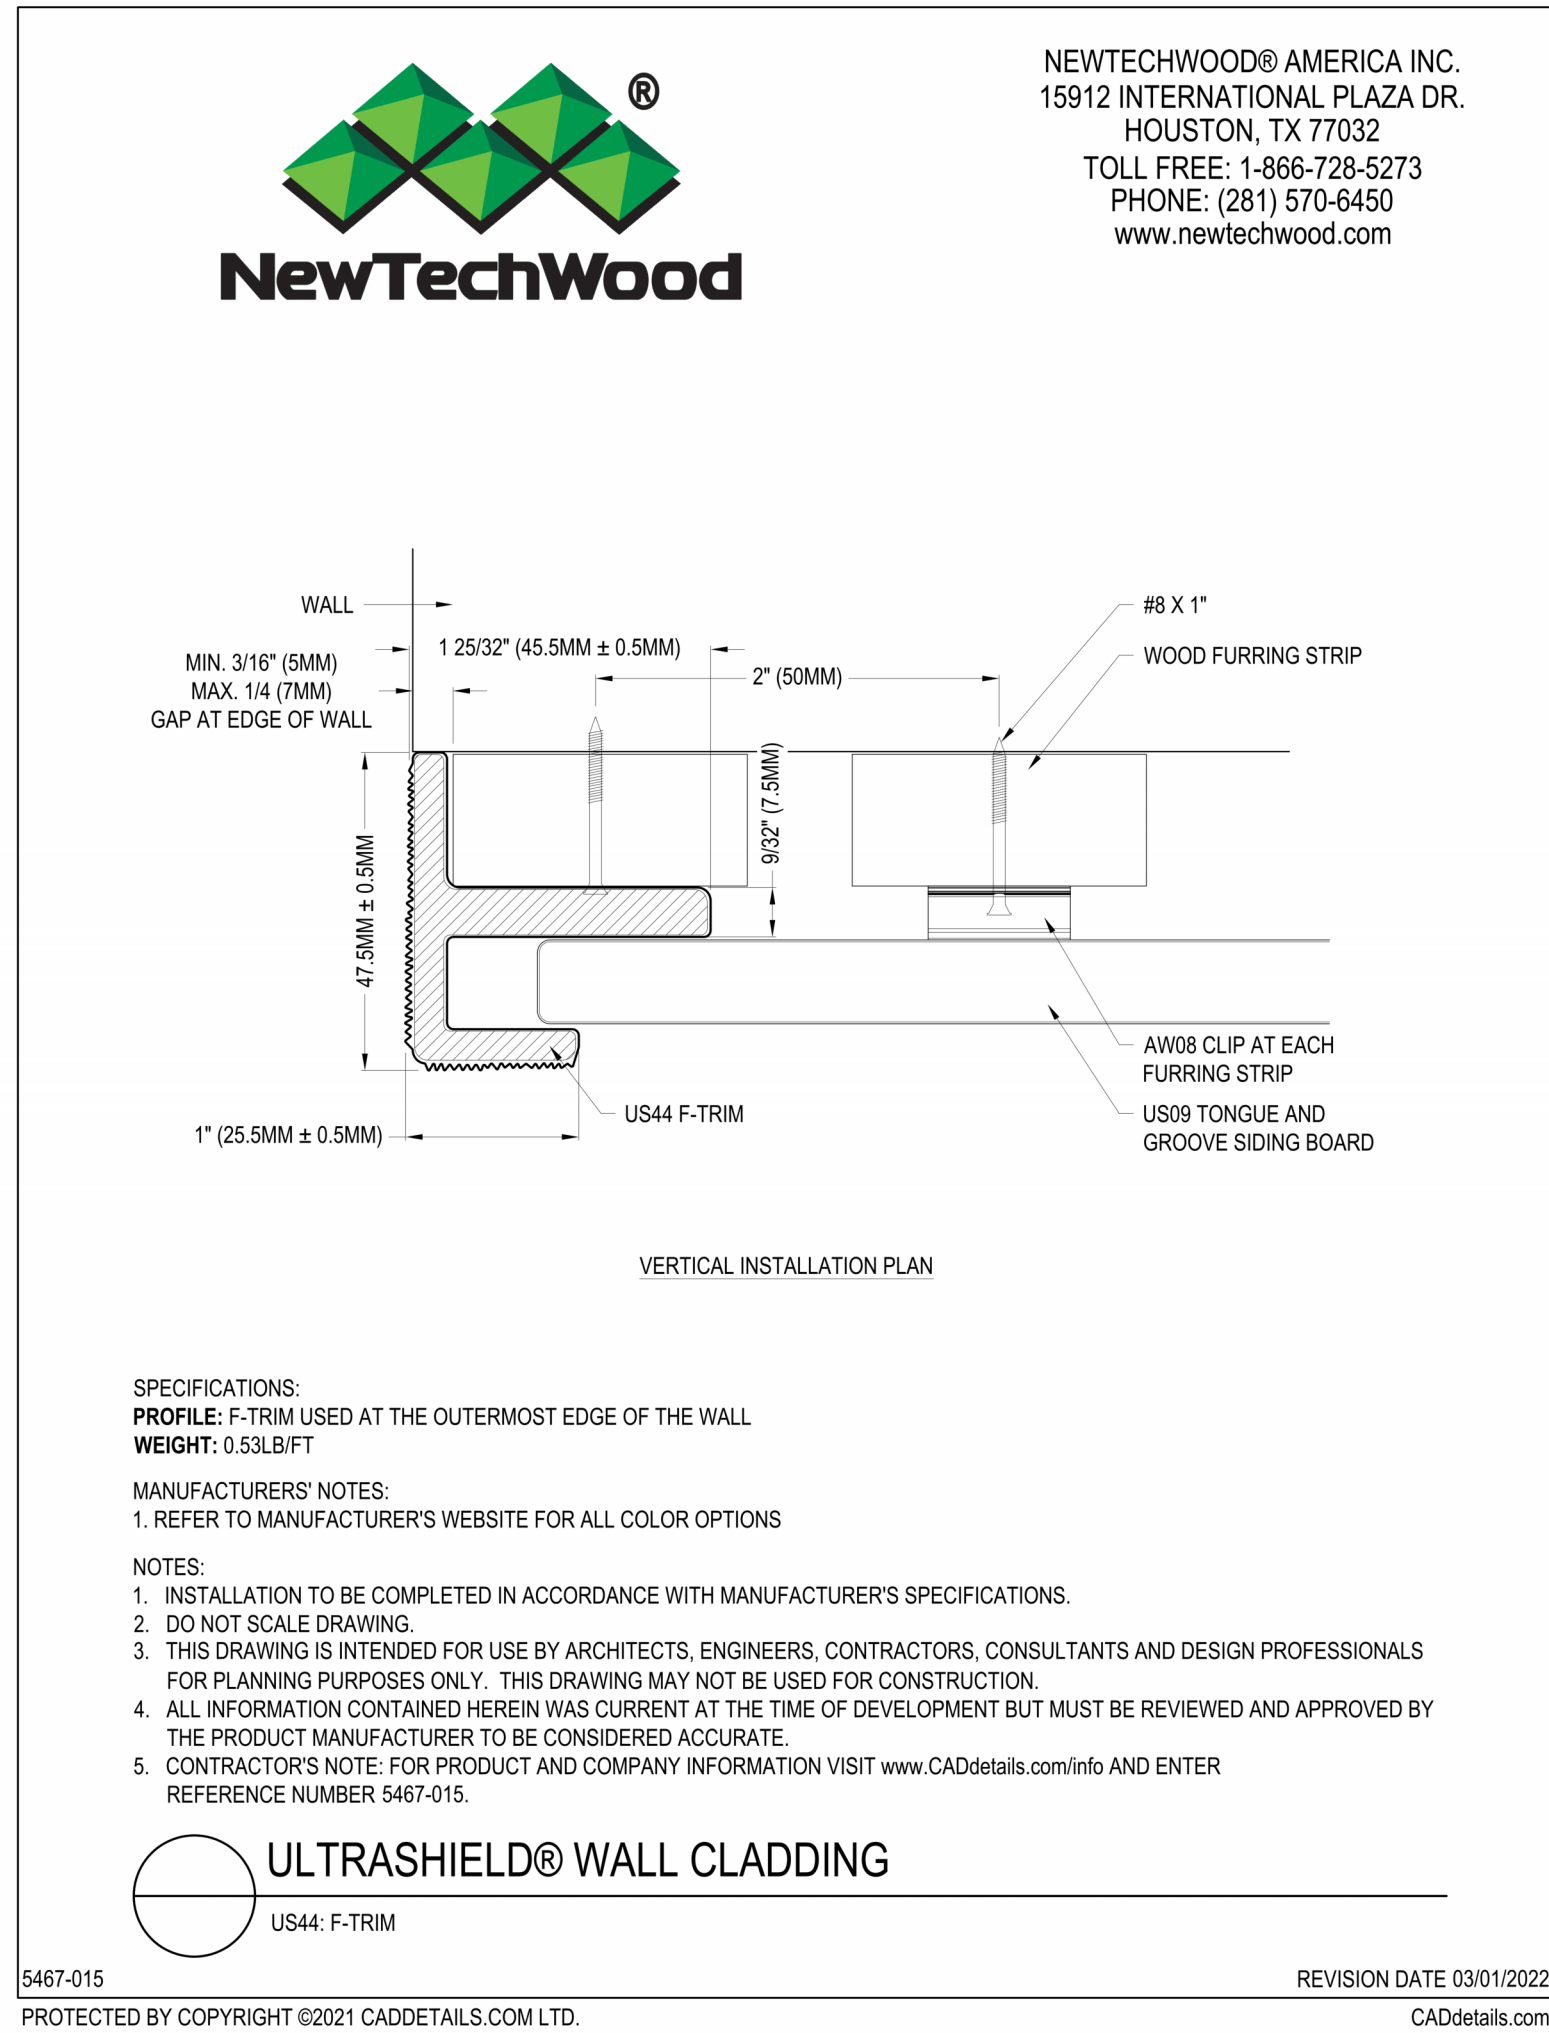 ®
NewTechWood
NEWTECHWOOD® AMERICA INC.
15912 INTERNATIONAL PLAZA DR.
HOUSTON, TX 77032
TOLL FREE: 1-866-728-5273
PHONE: (281) 570-6450
www.newtechwood.com
WALL
MIN. 3/16" (5MM)
MAX. 1/4 (7MM)
GAP AT EDGE OF WALL
1 25/32" (45.5MM ± 0.5MM)
2" (50MM)
#8 X 1"
WOOD FURRING STRIP
9/32" (7.5MM)
47.5MM ± 0.5MM
AW08 CLIP AT EACH
FURRING STRIP
US44 F-TRIM
US09 TONGUE AND
GROOVE SIDING BOARD
1" (25.5MM ± 0.5MM)
VERTICAL INSTALLATION PLAN
SPECIFICATIONS:
PROFILE: F-TRIM USED AT THE OUTERMOST EDGE OF THE WALL
WEIGHT: 0.53LB/FT
MANUFACTURERS' NOTES:
1. REFER TO MANUFACTURER'S WEBSITE FOR ALL COLOR OPTIONS
NOTES:
1. INSTALLATION TO BE COMPLETED IN ACCORDANCE WITH MANUFACTURER'S SPECIFICATIONS.
2. DO NOT SCALE DRAWING.
3. THIS DRAWING IS INTENDED FOR USE BY ARCHITECTS, ENGINEERS, CONTRACTORS, CONSULTANTS AND DESIGN PROFESSIONALS
FOR PLANNING PURPOSES ONLY. THIS DRAWING MAY NOT BE USED FOR CONSTRUCTION.
4. ALL INFORMATION CONTAINED HEREIN WAS CURRENT AT THE TIME OF DEVELOPMENT BUT MUST BE REVIEWED AND APPROVED BY
THE PRODUCT MANUFACTURER TO BE CONSIDERED ACCURATE.
5. CONTRACTOR'S NOTE: FOR PRODUCT AND COMPANY INFORMATION VISIT www.CADdetails.com/info AND ENTER
REFERENCE NUMBER 5467-015.
ULTRASHIELD® WALL CLADDING
US44: F-TRIM
5467-015
REVISION DATE 03/01/2022
PROTECTED BY COPYRIGHT ©2021 CADDETAILS.COM LTD.
CADdetails.com